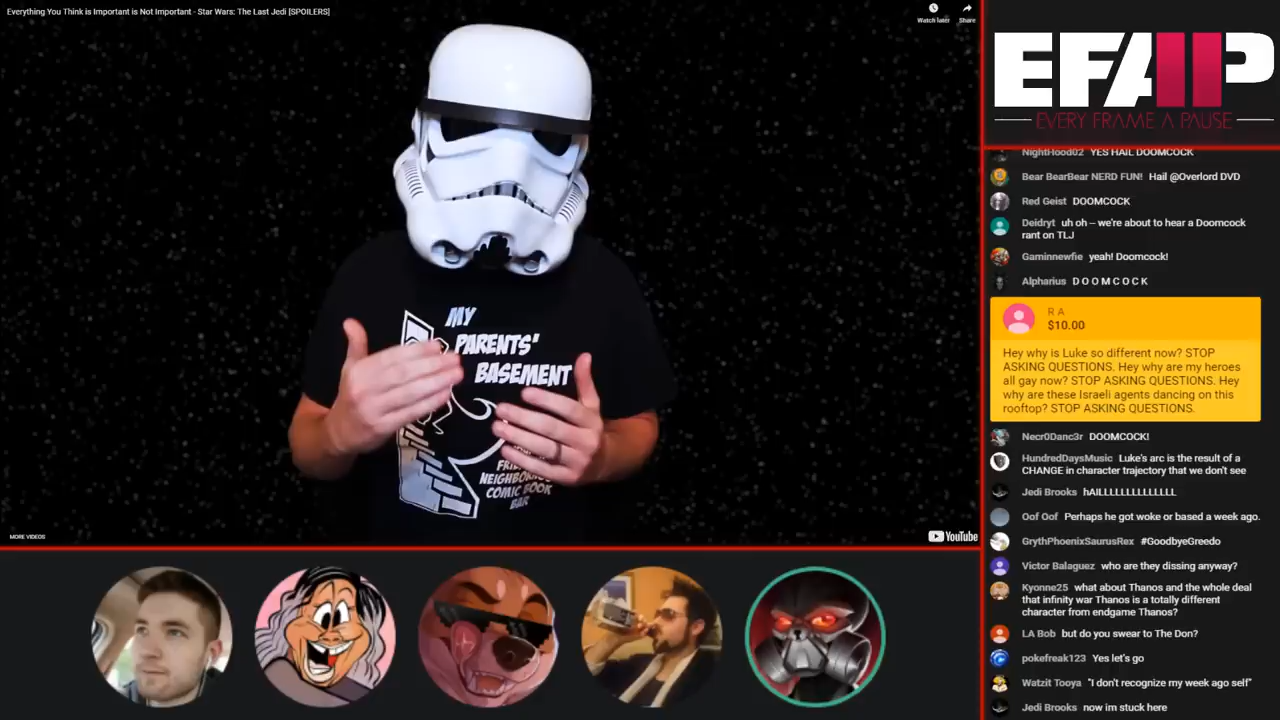 Everything You Think is Important is Not Important - Star Wars: The Last Jedi [SPOILERS]
Watch later
Share
MY
PARENTS'
BASEMENT
NEIGHBORHO
COMIC BOOK
BAR
MORE VIDEOS
YouTube
EFAP
EVERY FRAME A PAUSE
NightHood02 YES HAIL DOOMCOCK
Bear BearBear NERD FUN! Hail @Overlord DVD
Red Geist DOOMCOCK
Deidryt uh oh – we're about to hear a Doomcock
rant on TLJ
Gaminnewfie yeah! Doomcock!
Alpharius D O O M C O C K
R A
$10.00
Hey why is Luke so different now? STOP
ASKING QUESTIONS. Hey why are my heroes
all gay now? STOP ASKING QUESTIONS. Hey
why are these Israeli agents dancing on this
rooftop? STOP ASKING QUESTIONS.
Necr0Danc3r DOOMCOCK!
HundredDaysMusic Luke's arc is the result of a
CHANGE in character trajectory that we don't see
Jedi Brooks hAILLLLLLLLLLLLL
Oof Oof Perhaps he got woke or based a week ago.
GrythPhoenixSaurusRex #GoodbyeGreedo
Victor Balaguez who are they dissing anyway?
Kyonne25 what about Thanos and the whole deal
that infinity war Thanos is a totally different
character from endgame Thanos?
LA Bob but do you swear to The Don?
pokefreak123 Yes let's go
Watzit Tooya "I don't recognize my week ago self"
Jedi Brooks now im stuck here